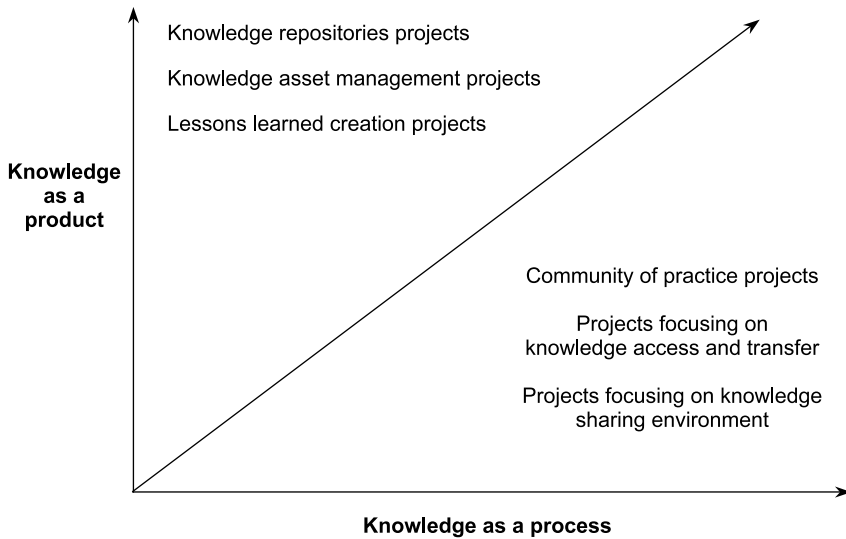 Knowledge repositories projects
Knowledge asset management projects
Lessons learned creation projects
Knowledge
as a
product
Community of practice projects
Projects focusing on
knowledge access and transfer
Projects focusing on knowledge
sharing environment
Knowledge as a process